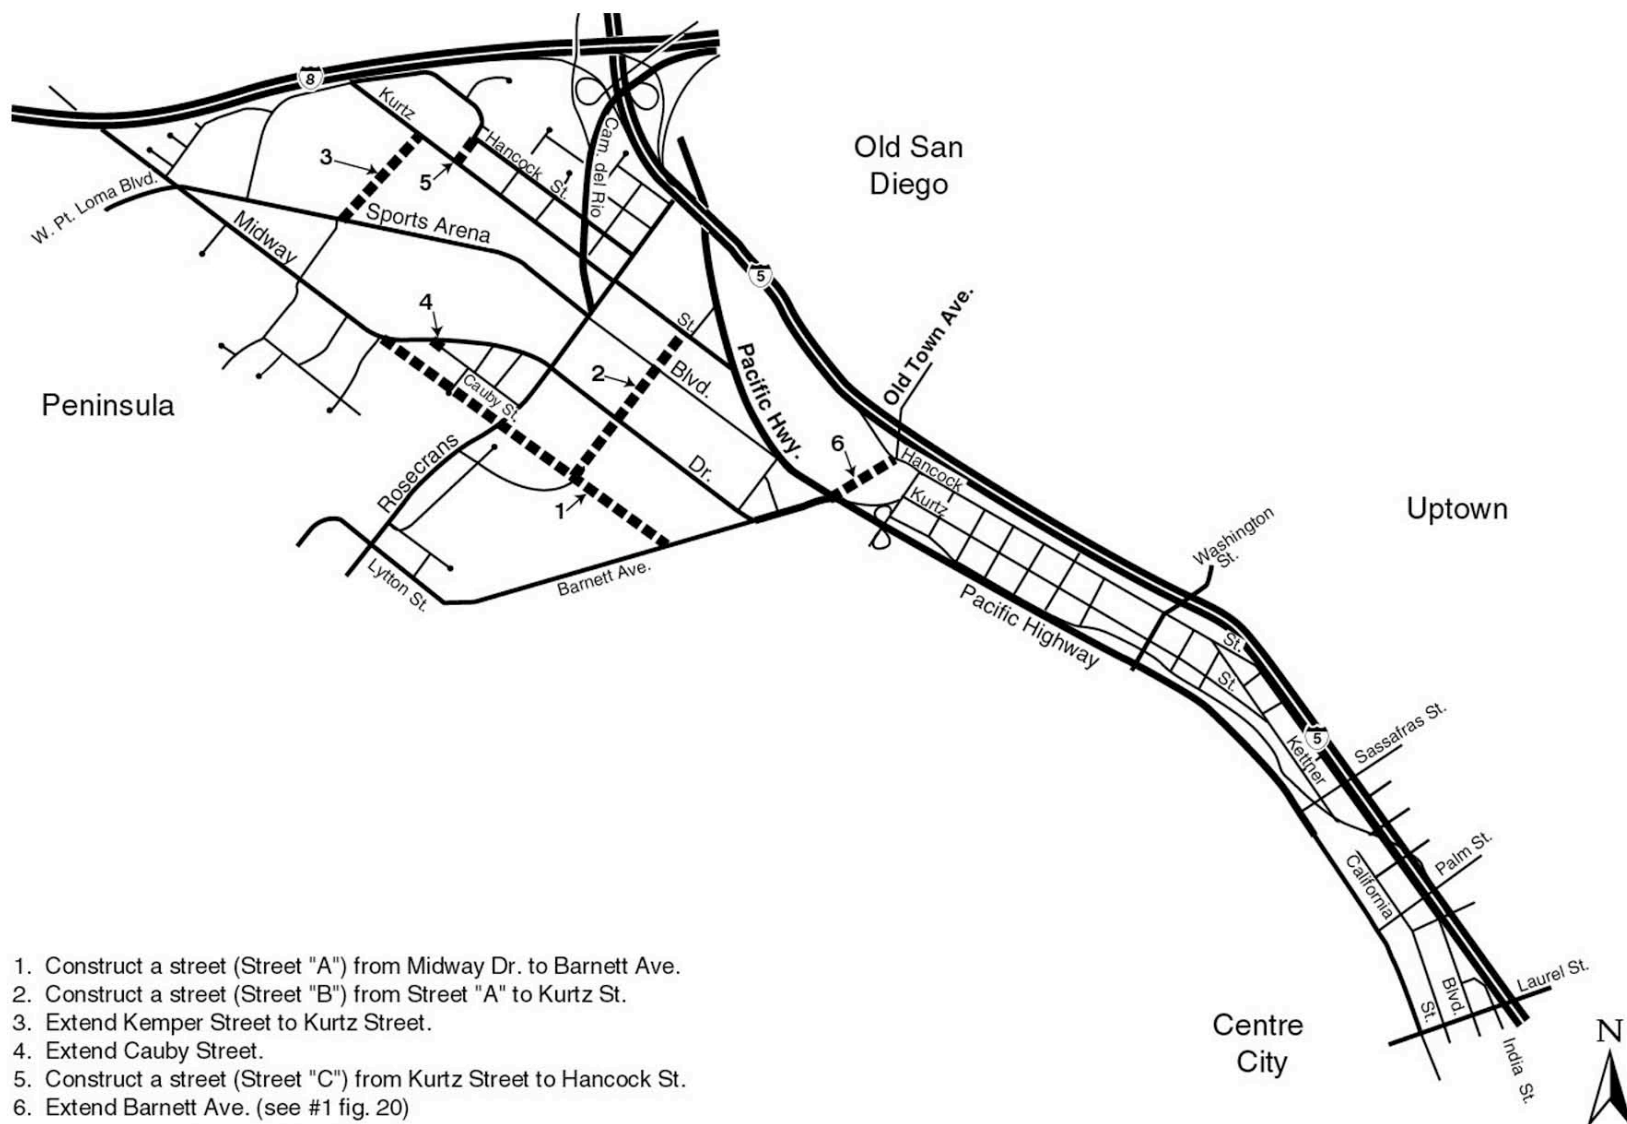 8
Kurtz
Hancock
St.
Cam. del Rio
Old San
Diego
3
5
W. Pt. Loma Blvd.
Sports Arena
Midway
5
4
St.
Old Town Ave.
Pacific Hwy.
2
Blvd.
Peninsula
Cauby St.
6
Rosecrans
Dr.
Hancock
Kurtz
1
Uptown
Washington
St.
Lytton St.
Barnett Ave.
Pacific Highway
St.
St.
5
Sassafras St.
Kettner
Palm St.
California
Laurel St.
Blvd.
St.
India St.
Centre
City
N
1. Construct a street (Street "A") from Midway Dr. to Barnett Ave.
2. Construct a street (Street "B") from Street "A" to Kurtz St.
3. Extend Kemper Street to Kurtz Street.
4. Extend Cauby Street.
5. Construct a street (Street "C") from Kurtz Street to Hancock St.
6. Extend Barnett Ave. (see #1 fig. 20)